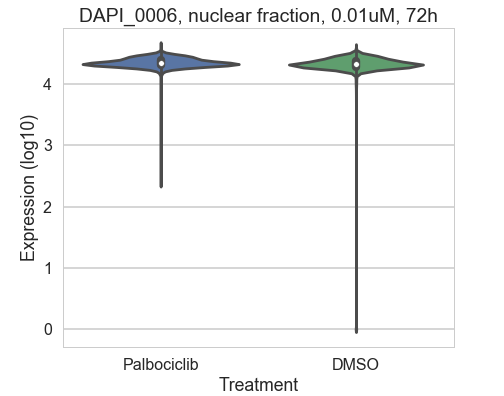 DAPI_0006, nuclear fraction, 0.01uM, 72h
Expression (log10)
4
3
2
1
0
Palbociclib
DMSO
Treatment